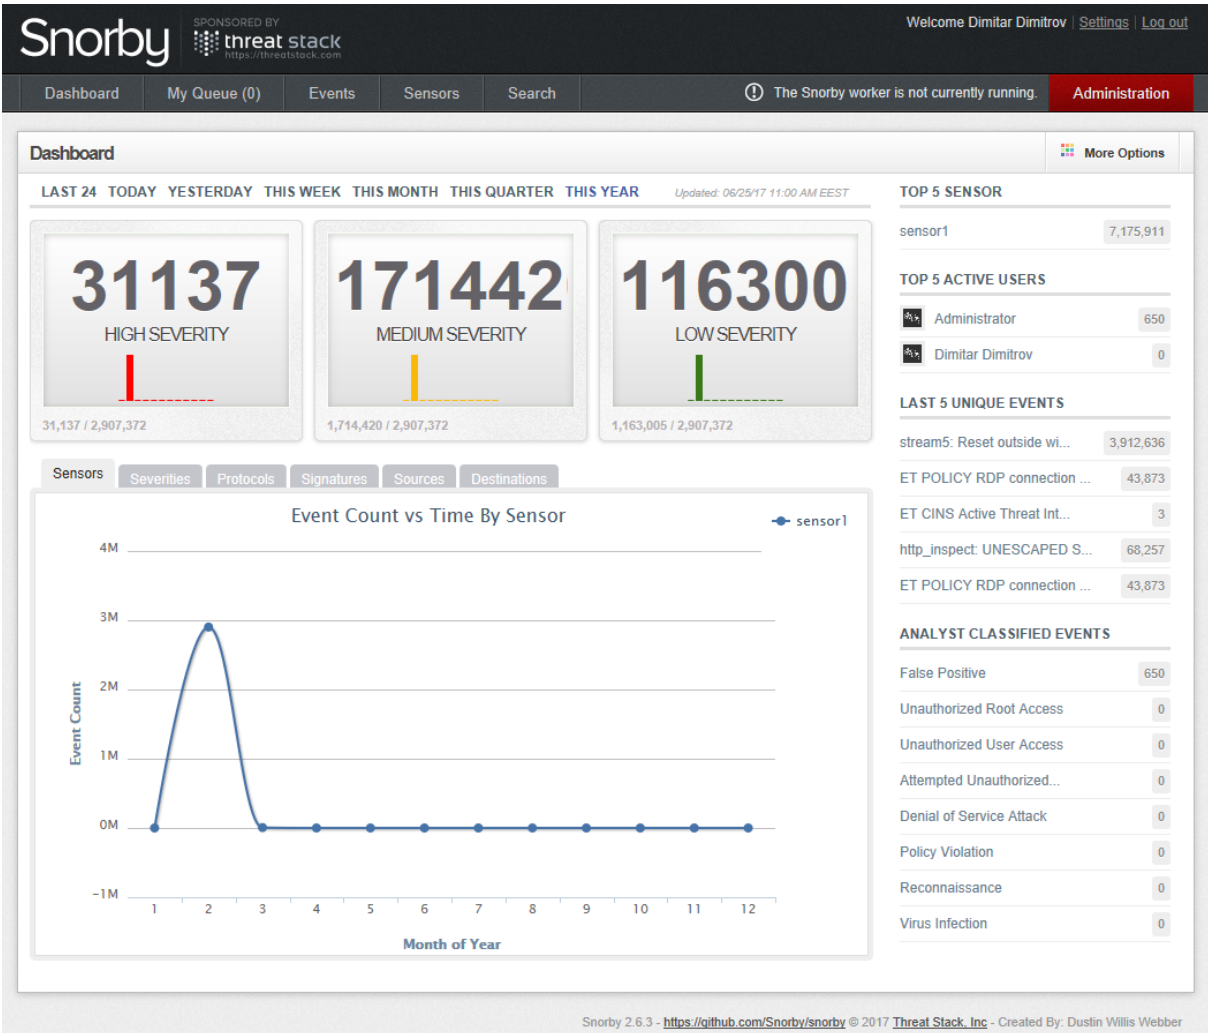 Snorby
SPONSORED BY
threat stack
https://threatstack.com
Welcome Dimitar Dimitrov | Settings | Log out
Dashboard My Queue (0) Events Sensors Search
The Snorby worker is not currently running. Administration
Dashboard
More Options
LAST 24 TODAY YESTERDAY THIS WEEK THIS MONTH THIS QUARTER THIS YEAR Updated: 06/25/17 11:00 AM EEST
31137
HIGH SEVERITY
31,137 / 2,907,372
171442
MEDIUM SEVERITY
1,714,420 / 2,907,372
116300
LOW SEVERITY
1,163,005 / 2,907,372
Sensors Severities Protocols Signatures Sources Destinations
Event Count vs Time By Sensor
sensor1
4M
3M
2M
1M
0M
-1M
Event Count
1 2 3 4 5 6 7 8 9 10 11 12
Month of Year
TOP 5 SENSOR
sensor1 7,175,911
TOP 5 ACTIVE USERS
Administrator 650
Dimitar Dimitrov 0
LAST 5 UNIQUE EVENTS
stream5: Reset outside wi... 3,912,636
ET POLICY RDP connection ... 43,873
ET CINS Active Threat Int... 3
http_inspect: UNESCAPED S... 68,257
ET POLICY RDP connection ... 43,873
ANALYST CLASSIFIED EVENTS
False Positive 650
Unauthorized Root Access 0
Unauthorized User Access 0
Attempted Unauthorized... 0
Denial of Service Attack 0
Policy Violation 0
Reconnaissance 0
Virus Infection 0
Snorby 2.6.3 - https://github.com/Snorby/snorby © 2017 Threat Stack, Inc - Created By: Dustin Willis Webber